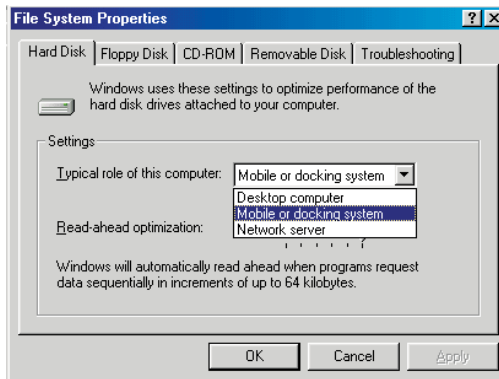 File System Properties
Hard Disk Floppy Disk CD-ROM Removable Disk Troubleshooting
Windows uses these settings to optimize performance of the
hard disk drives attached to your computer.
Settings
Typical role of this computer: Mobile or docking system
Desktop computer
Mobile or docking system
Network server
Read-ahead optimization:
Windows will automatically read ahead when programs request
data sequentially in increments of up to 64 kilobytes.
OK Cancel Apply